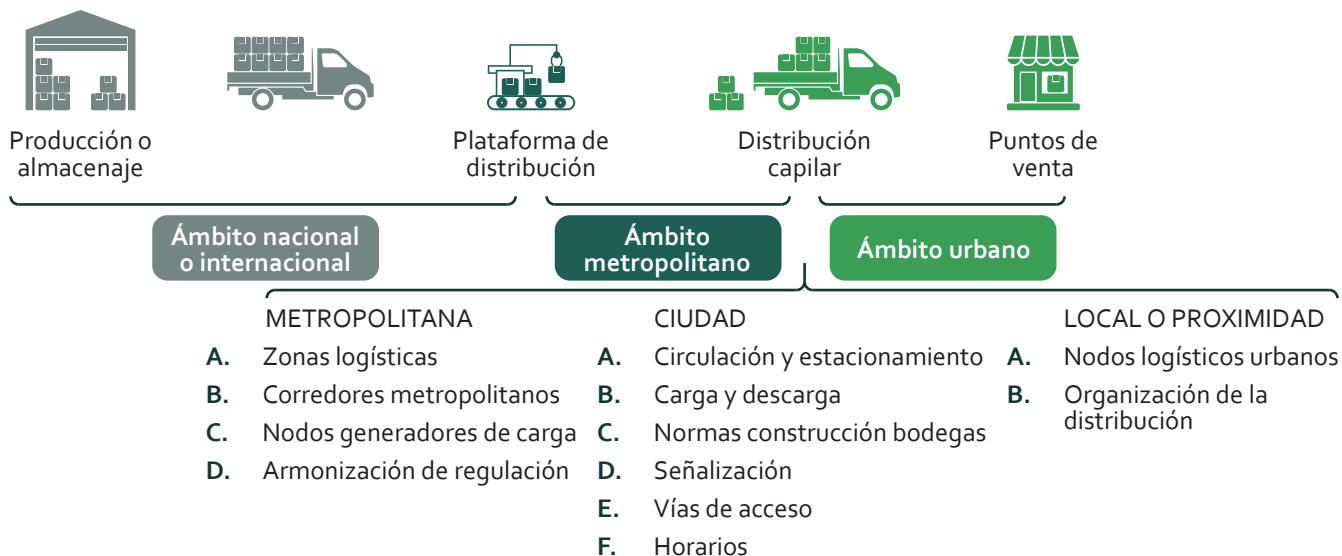 Producción o
almacenaje
Plataforma de
distribución
Distribución
capilar
Puntos de
venta
Ámbito nacional
o internacional
Ámbito
metropolitano
Ámbito urbano
METROPOLITANA
A. Zonas logísticas
B. Corredores metropolitanos
C. Nodos generadores de carga
D. Armonización de regulación
CIUDAD
A. Circulación y estacionamiento
B. Carga y descarga
C. Normas construcción bodegas
D. Señalización
E. Vías de acceso
F. Horarios
LOCAL O PROXIMIDAD
A. Nodos logísticos urbanos
B. Organización de la
distribución